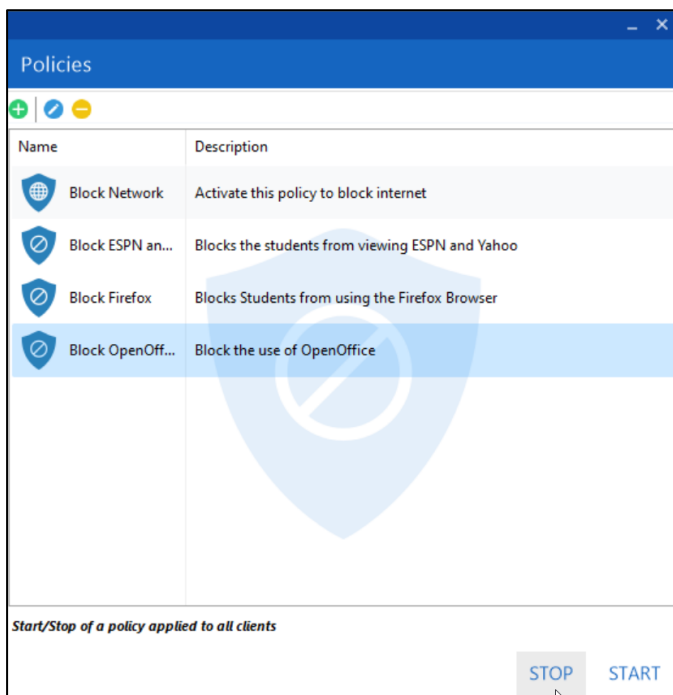 Policies
Name Description
Block Network Activate this policy to block internet
Block ESPN an... Blocks the students from viewing ESPN and Yahoo
Block Firefox Blocks Students from using the Firefox Browser
Block OpenOff... Block the use of OpenOffice
Start/Stop of a policy applied to all clients
STOP START